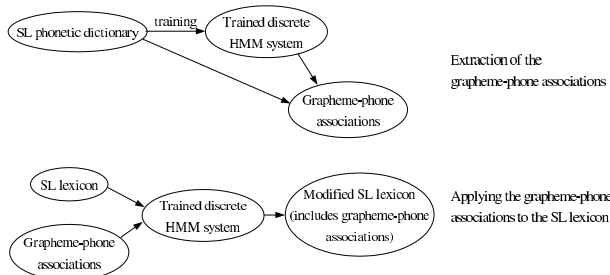 SL phonetic dictionary
training
Trained discrete
HMM system
Grapheme-phone
associations
Extraction of the
grapheme-phone associations
SL lexicon
Grapheme-phone
associations
Trained discrete
HMM system
Modified SL lexicon
(includes grapheme-phone
associations)
Applying the grapheme-phone
associations to the SL lexicon